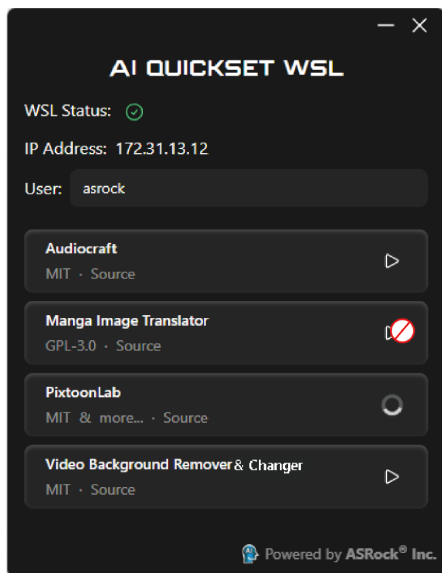 AI QUICKSET WSL
WSL Status:
IP Address: 172.31.13.12
User: asrock
Audiocraft
MIT · Source
Manga Image Translator
GPL-3.0 · Source
PixtoonLab
MIT & more... · Source
Video Background Remover & Changer
MIT · Source
Powered by ASRock® Inc.